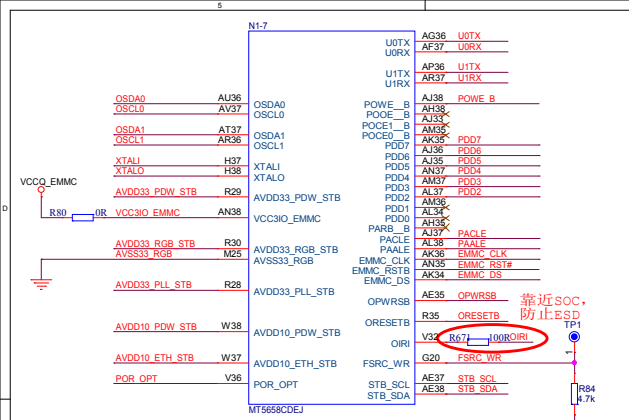 5
N1-7
U0TX AG36 U0TX
U0RX AF37 U0RX
U1TX AP36 U1TX
U1RX AR37 U1RX
OSDA0 AU36 OSDA0
OSCL0 AV37 OSCL0
OSDA1 AT37 OSDA1
OSCL1 AR36 OSCL1
XTALI H37 XTALI
XTALO H38 XTALO
AVDD33_PDW_STB R29 AVDD33_PDW_STB
VCCQ_EMMC
R80 0R VCC3IO_EMMC AN38 VCC3IO_EMMC
AVDD33_RGB_STB R30 AVDD33_RGB_STB
AVSS33_RGB M25 AVSS33_RGB
AVDD33_PLL_STB R28 AVDD33_PLL_STB
AVDD10_PDW_STB W38 AVDD10_PDW_STB
AVDD10_ETH_STB W37 AVDD10_ETH_STB
POR_OPT V36 POR_OPT
POWE__B AJ38 POWE_B
POOE__B AH38
POCE1__B AJ33
POCE0__B AM35
PDD7 AK35 PDD7
PDD6 AJ36 PDD6
PDD5 AJ35 PDD5
PDD4 AN37 PDD4
PDD3 AM37 PDD3
PDD2 AL37 PDD2
PDD1 AM36
PDD0 AL34
PARB__B AH35
PACLE AJ37 PACLE
PAALE AL38 PAALE
EMMC_CLK AK36 EMMC_CLK
EMMC_RSTB AN35 EMMC_RST#
EMMC_DS AK34 EMMC_DS
OPWRSB AE35 OPWRSB
ORESETB R35 ORESETB
OIRI V32 R671 100R OIRI
FSRC_WR G20 FSRC_WR
STB_SCL AE37 STB_SCL
STB_SDA AE38 STB_SDA
靠近SOC,
防止ESD
TP1
1
R84
4.7k
D
MT5658CDEJ